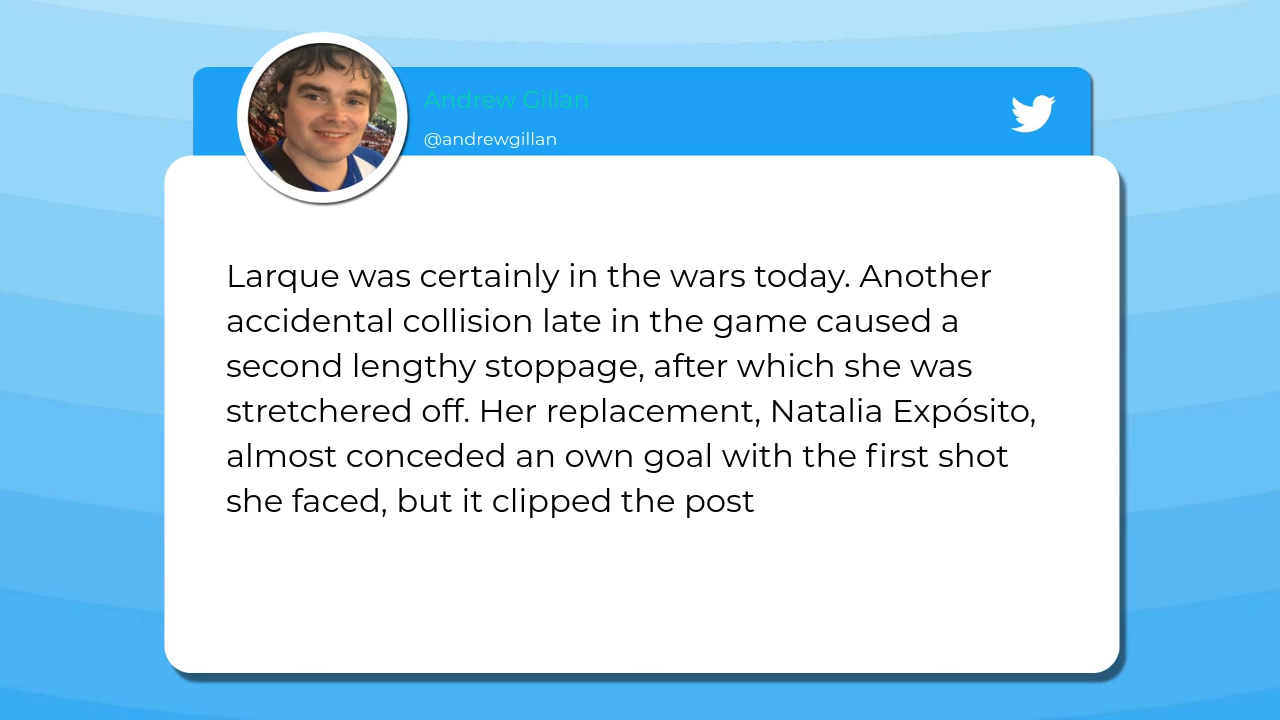 Andrew Gillan
@andrewgillan
Larque was certainly in the wars today. Another
accidental collision late in the game caused a
second lengthy stoppage, after which she was
stretchered off. Her replacement, Natalia Expósito,
almost conceded an own goal with the first shot
she faced, but it clipped the post